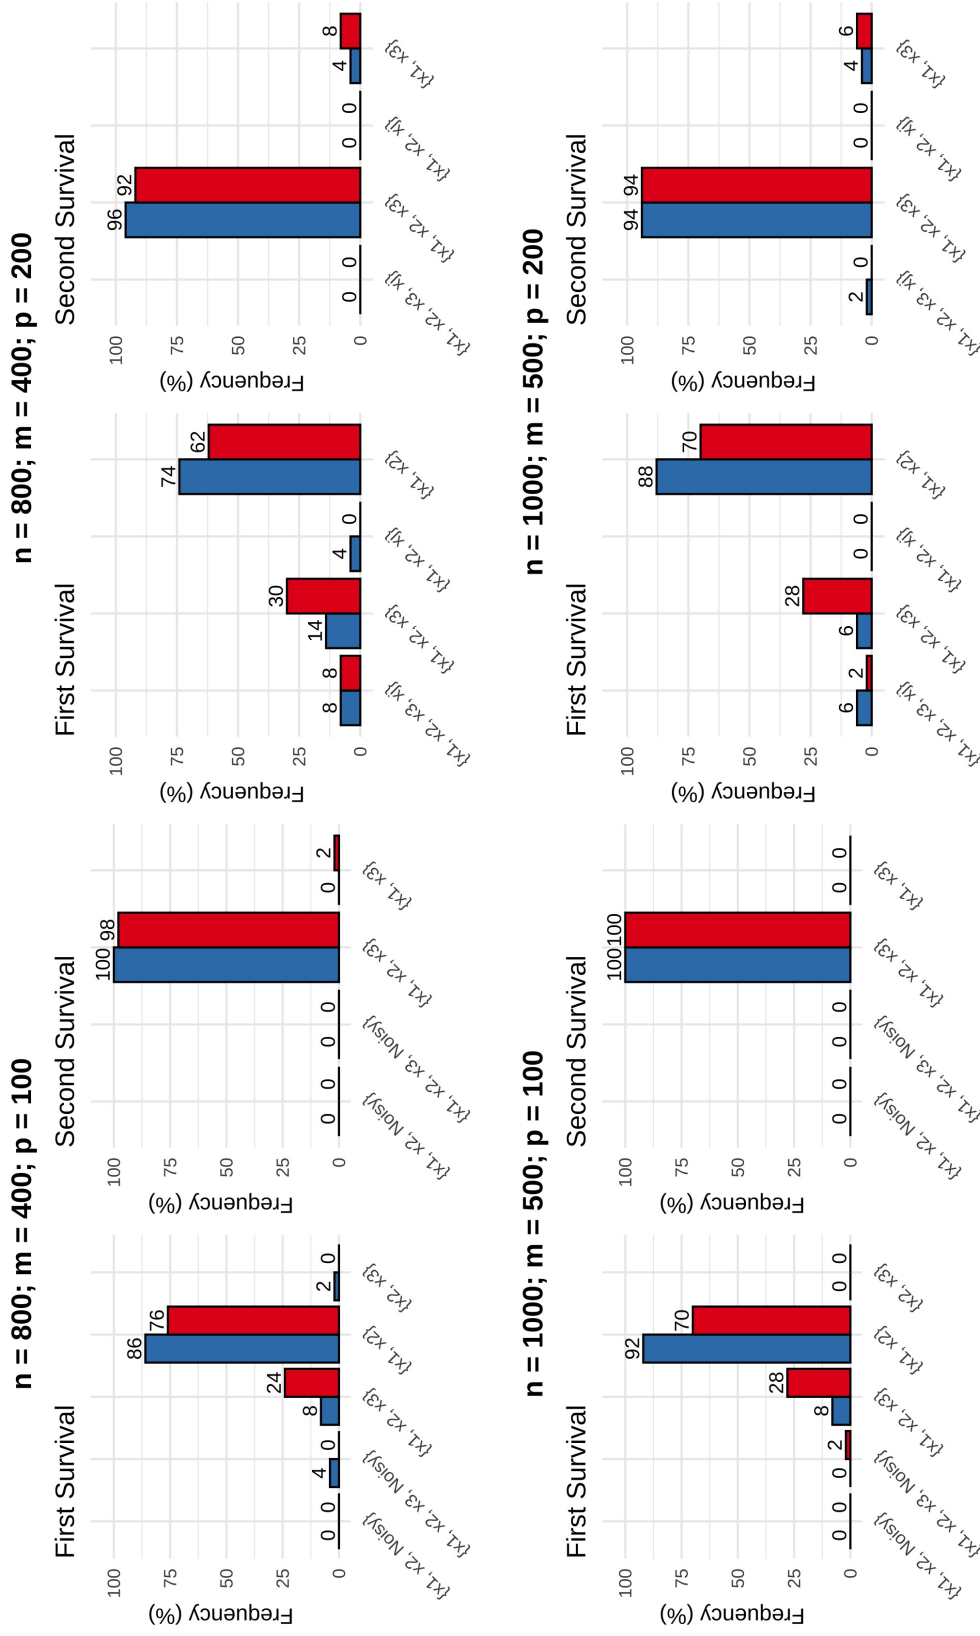 n = 800; m = 400; p = 100
First Survival
Frequency (%)
100
75
50
25
0
0 0
4 0
8 24
86 76
2 0
{x1, x2, Noisy}
{x1, x2, x3, Noisy}
{x1, x2, x3}
{x1, x2}
{x2, x3}
Second Survival
Frequency (%)
100
75
50
25
0
0 0
0 0
100 98
0 2
{x1, x2, Noisy}
{x1, x2, x3, Noisy}
{x1, x2, x3}
{x1, x3}
n = 800; m = 400; p = 200
First Survival
Frequency (%)
100
75
50
25
0
8 8
14 30
4 0
74 62
{x1, x2, x3, xj}
{x1, x2, x3}
{x1, x2, xj}
{x1, x2}
Second Survival
Frequency (%)
100
75
50
25
0
0 0
96 92
0 0
4 8
{x1, x2, x3, xj}
{x1, x2, x3}
{x1, x2, xj}
{x1, x3}
n = 1000; m = 500; p = 100
First Survival
Frequency (%)
100
75
50
25
0
0 0
0 2
8 28
92 70
0 0
{x1, x2, Noisy}
{x1, x2, x3, Noisy}
{x1, x2, x3}
{x1, x2}
{x2, x3}
Second Survival
Frequency (%)
100
75
50
25
0
0 0
0 0
100 100
0 0
{x1, x2, Noisy}
{x1, x2, x3, Noisy}
{x1, x2, x3}
{x1, x3}
n = 1000; m = 500; p = 200
First Survival
Frequency (%)
100
75
50
25
0
6 2
6 28
0 0
88 70
{x1, x2, x3, xj}
{x1, x2, x3}
{x1, x2, xj}
{x1, x2}
Second Survival
Frequency (%)
100
75
50
25
0
2 0
94 94
0 0
4 6
{x1, x2, x3, xj}
{x1, x2, x3}
{x1, x2, xj}
{x1, x3}